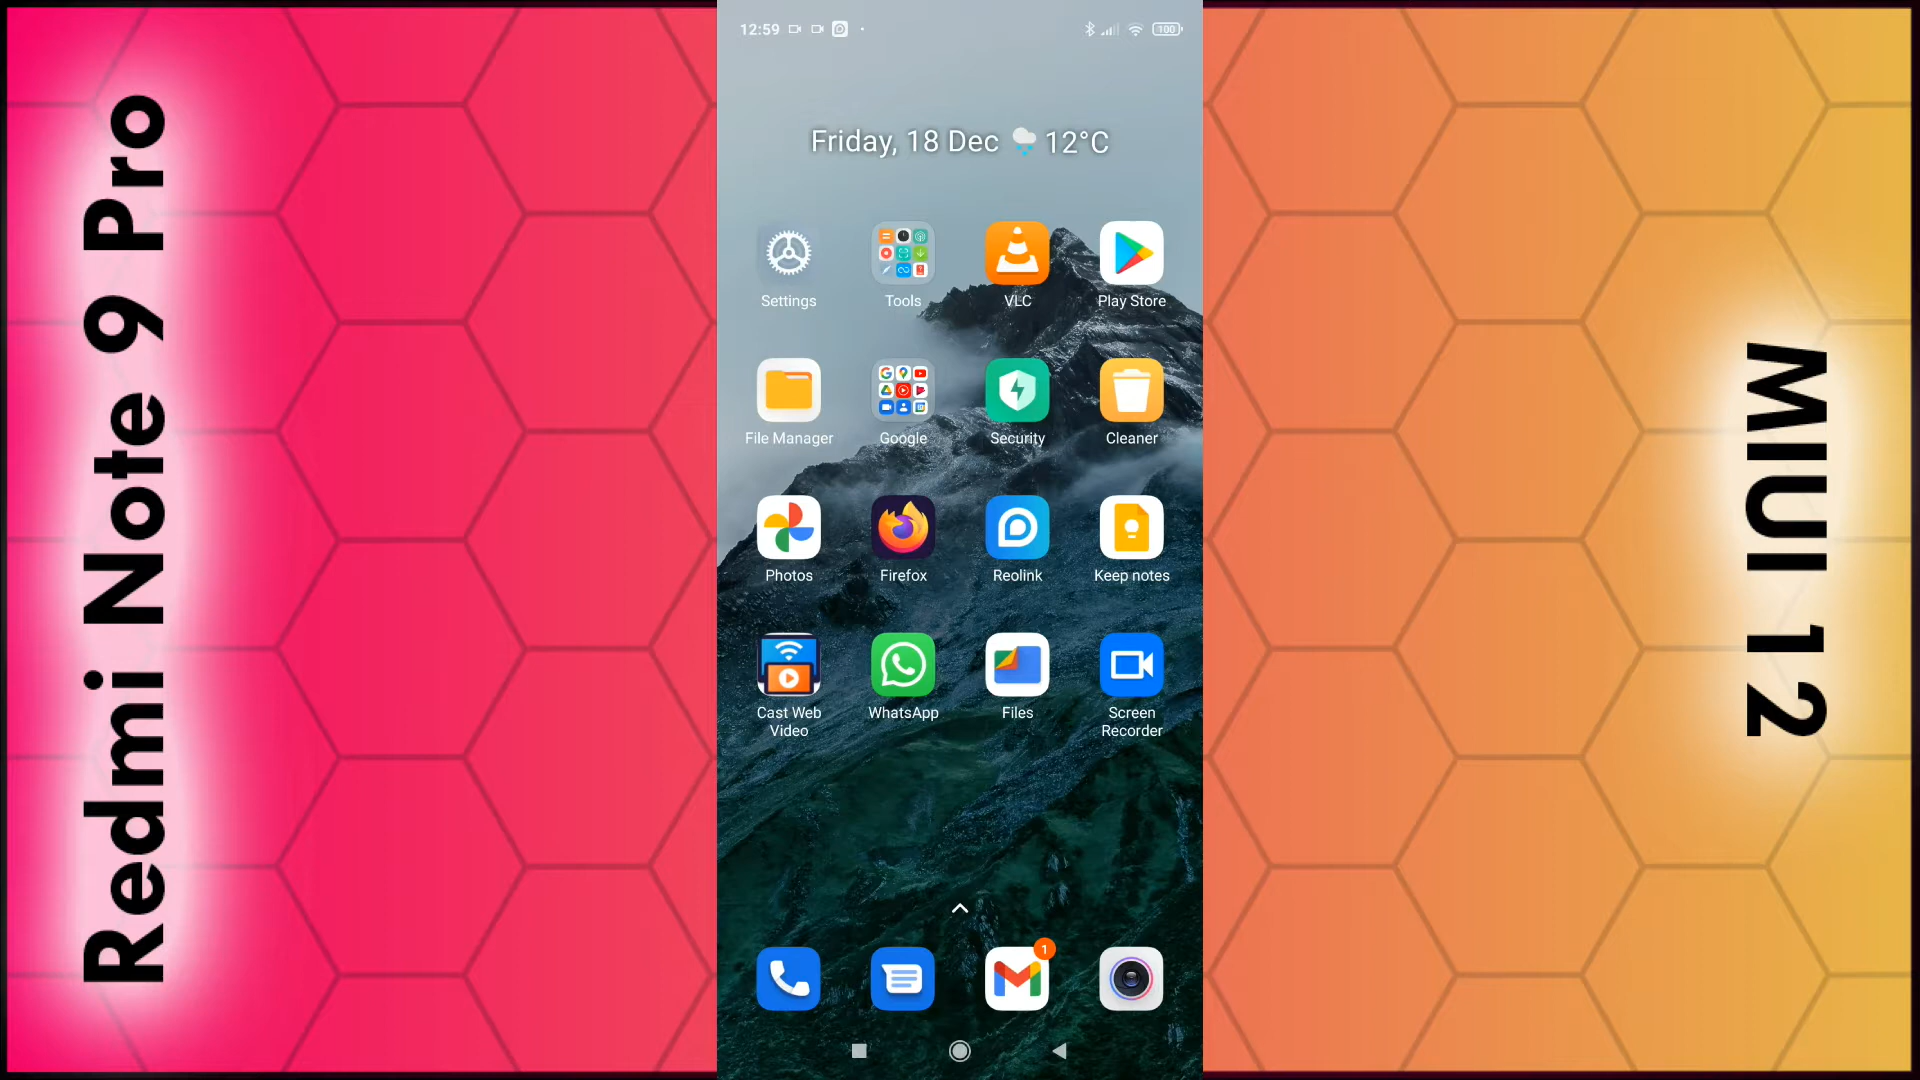 Redmi Note 9 Pro
12:59
100
Friday, 18 Dec 12°C
Settings
Tools
VLC
Play Store
File Manager
Google
Security
Cleaner
Photos
Firefox
Reolink
Keep notes
Cast Web
Video
WhatsApp
Files
Screen
Recorder
1
MIUI 12